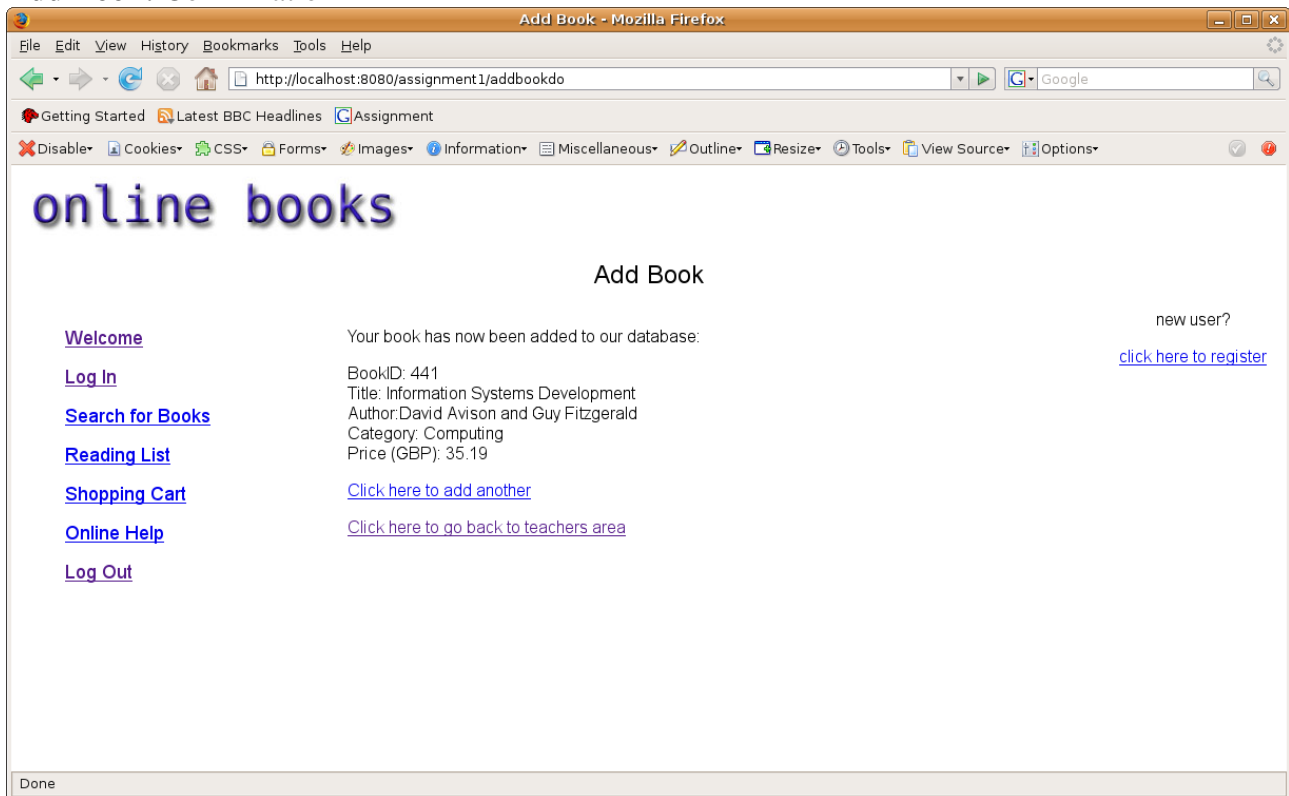 Add Book - Mozilla Firefox
File Edit View History Bookmarks Tools Help
http://localhost:8080/assignment1/addbookdo
Google
Getting Started Latest BBC Headlines Assignment
Disable Cookies CSS Forms Images Information Miscellaneous Outline Resize Tools View Source Options
online books
Add Book
Welcome
Log In
Search for Books
Reading List
Shopping Cart
Online Help
Log Out
Your book has now been added to our database:
BookID: 441
Title: Information Systems Development
Author:David Avison and Guy Fitzgerald
Category: Computing
Price (GBP): 35.19
Click here to add another
Click here to go back to teachers area
new user?
click here to register
Done